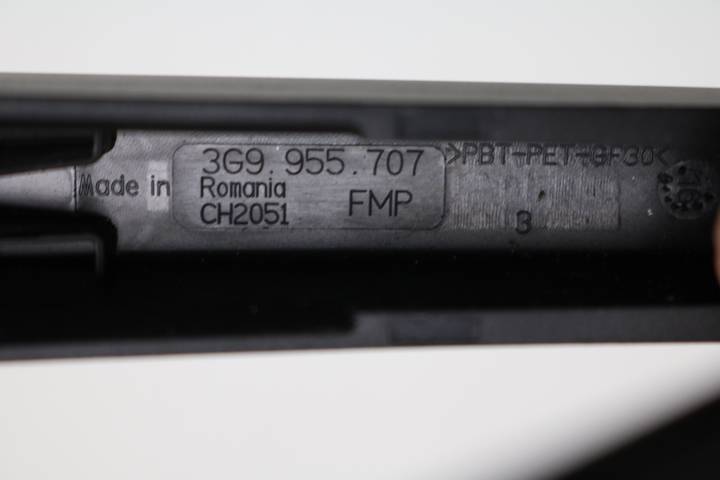 3G9.955.707
>PBT-PET-GF30<
Made in Romania
CH2051
FMP
3